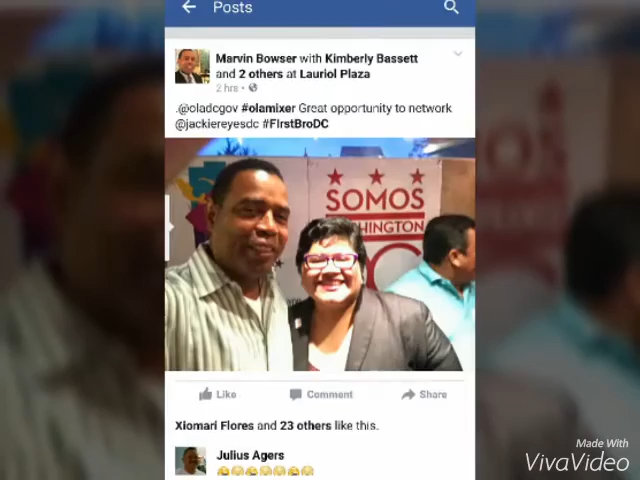 Posts
Marvin Bowser with Kimberly Bassett
and 2 others at Lauriol Plaza
2 hrs •
.@oladcgov #olamixer Great opportunity to network
@jackiereyesdc #FIrstBroDC
SOMOS
HINGTON
C
Like Comment Share
Xiomari Flores and 23 others like this.
Julius Agers
Made With
VivaVideo